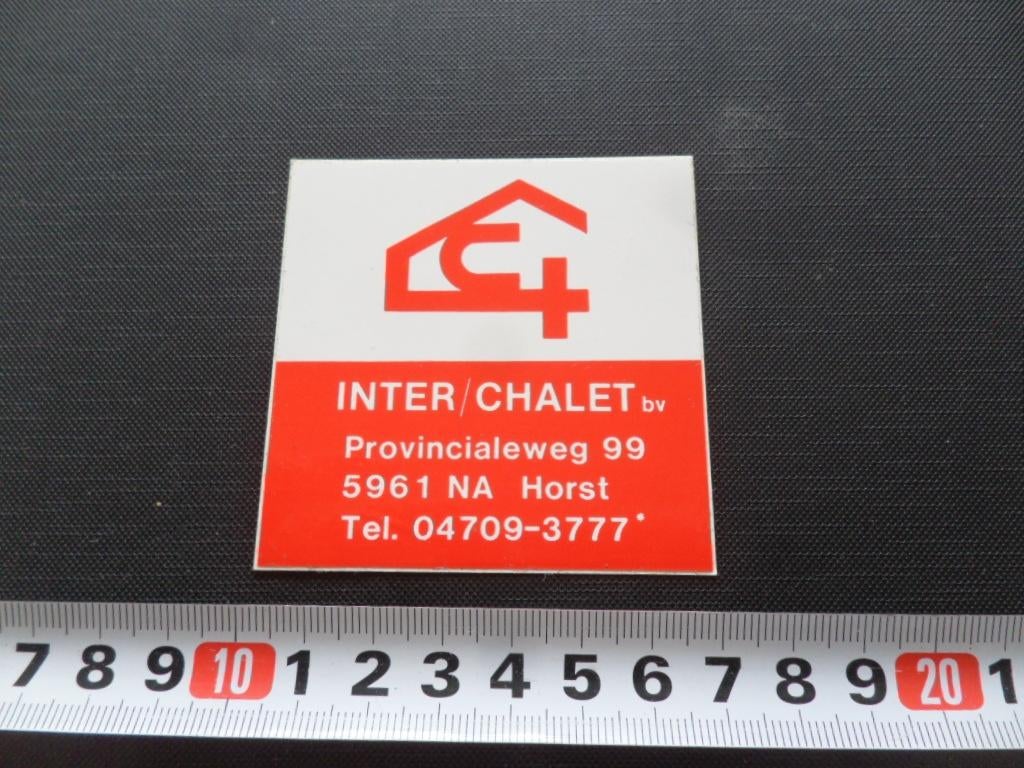 INTER/CHALET bv
Provincialeweg 99
5961 NA Horst
Tel. 04709-3777*
7 8 9 10 1 2 3 4 5 6 7 8 9 20 1